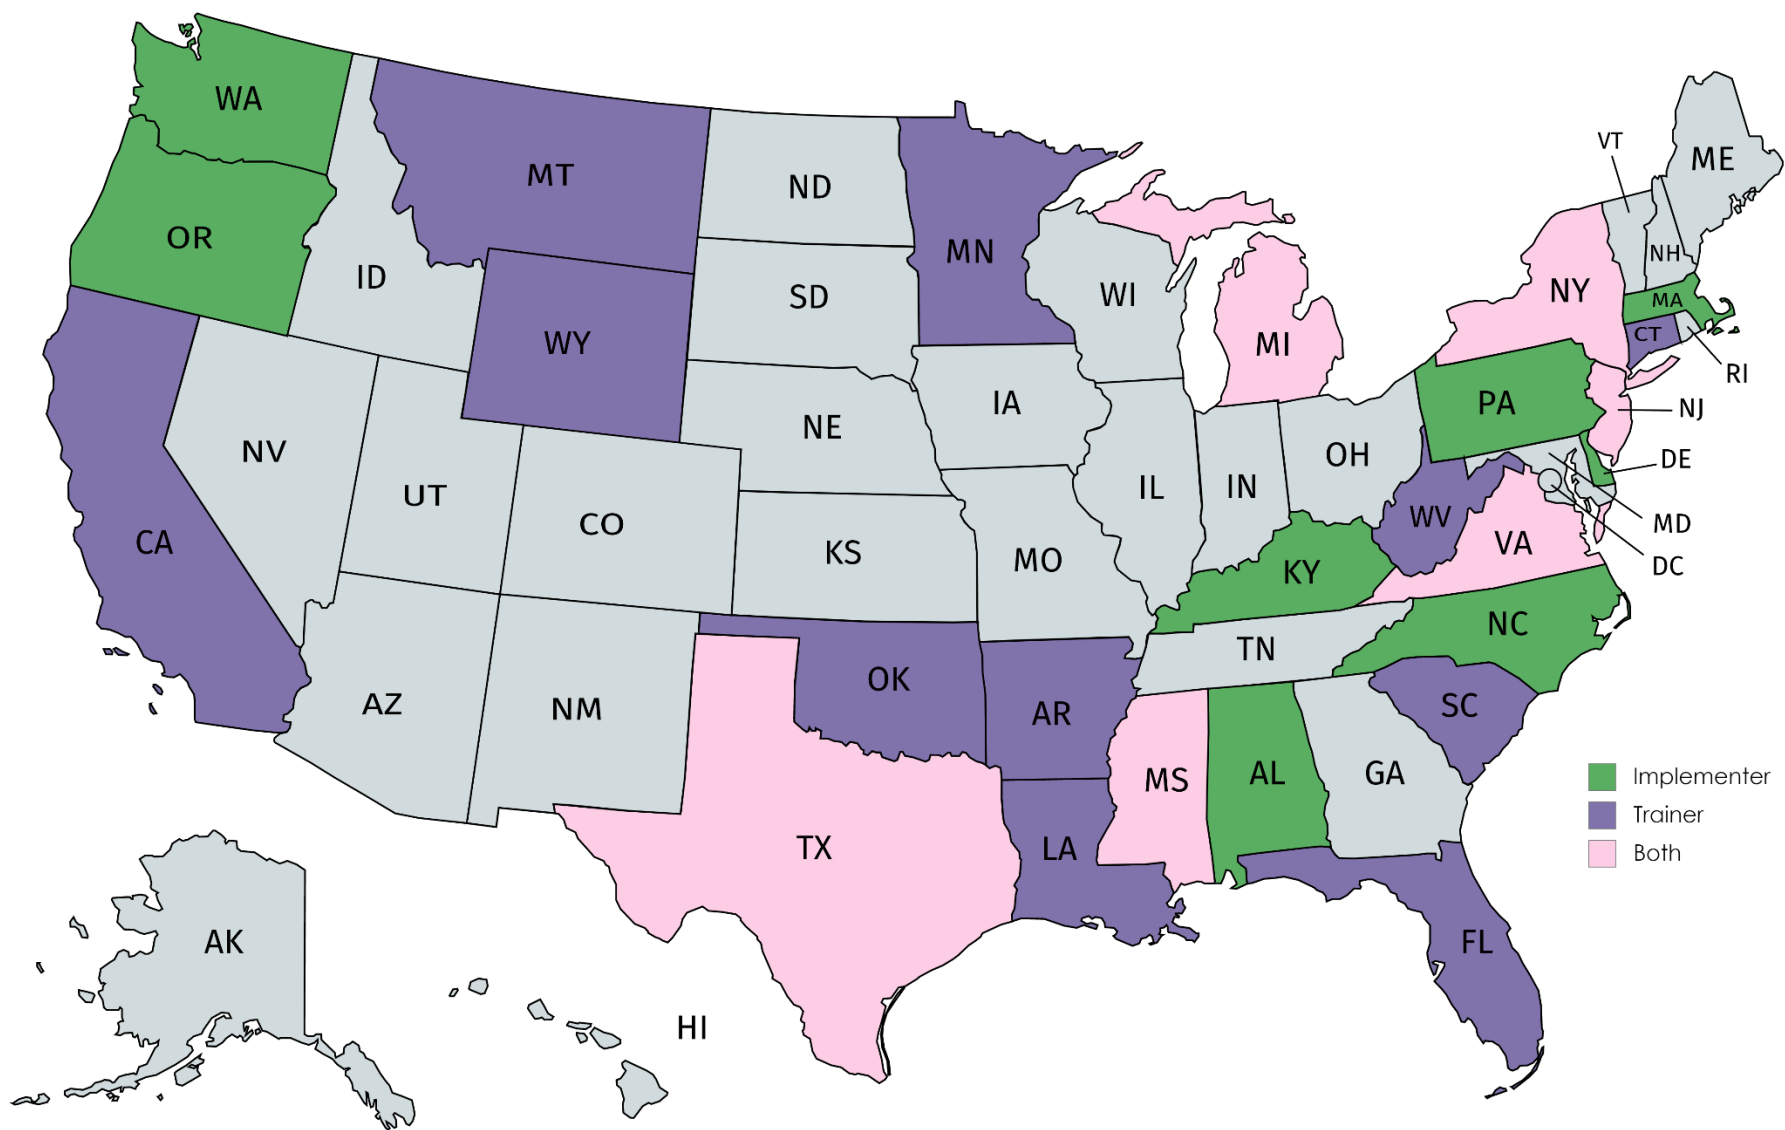 WA
MT
ND
MN
VT
ME
OR
ID
SD
WI
NH
NY
MA
CT
WY
MI
RI
IA
PA
NJ
NE
NV
OH
DE
UT
IL
IN
CO
WV
MD
CA
KS
MO
VA
DC
KY
NC
TN
OK
AZ
NM
AR
SC
MS
AL
GA
Implementer
Trainer
Both
TX
LA
AK
FL
HI